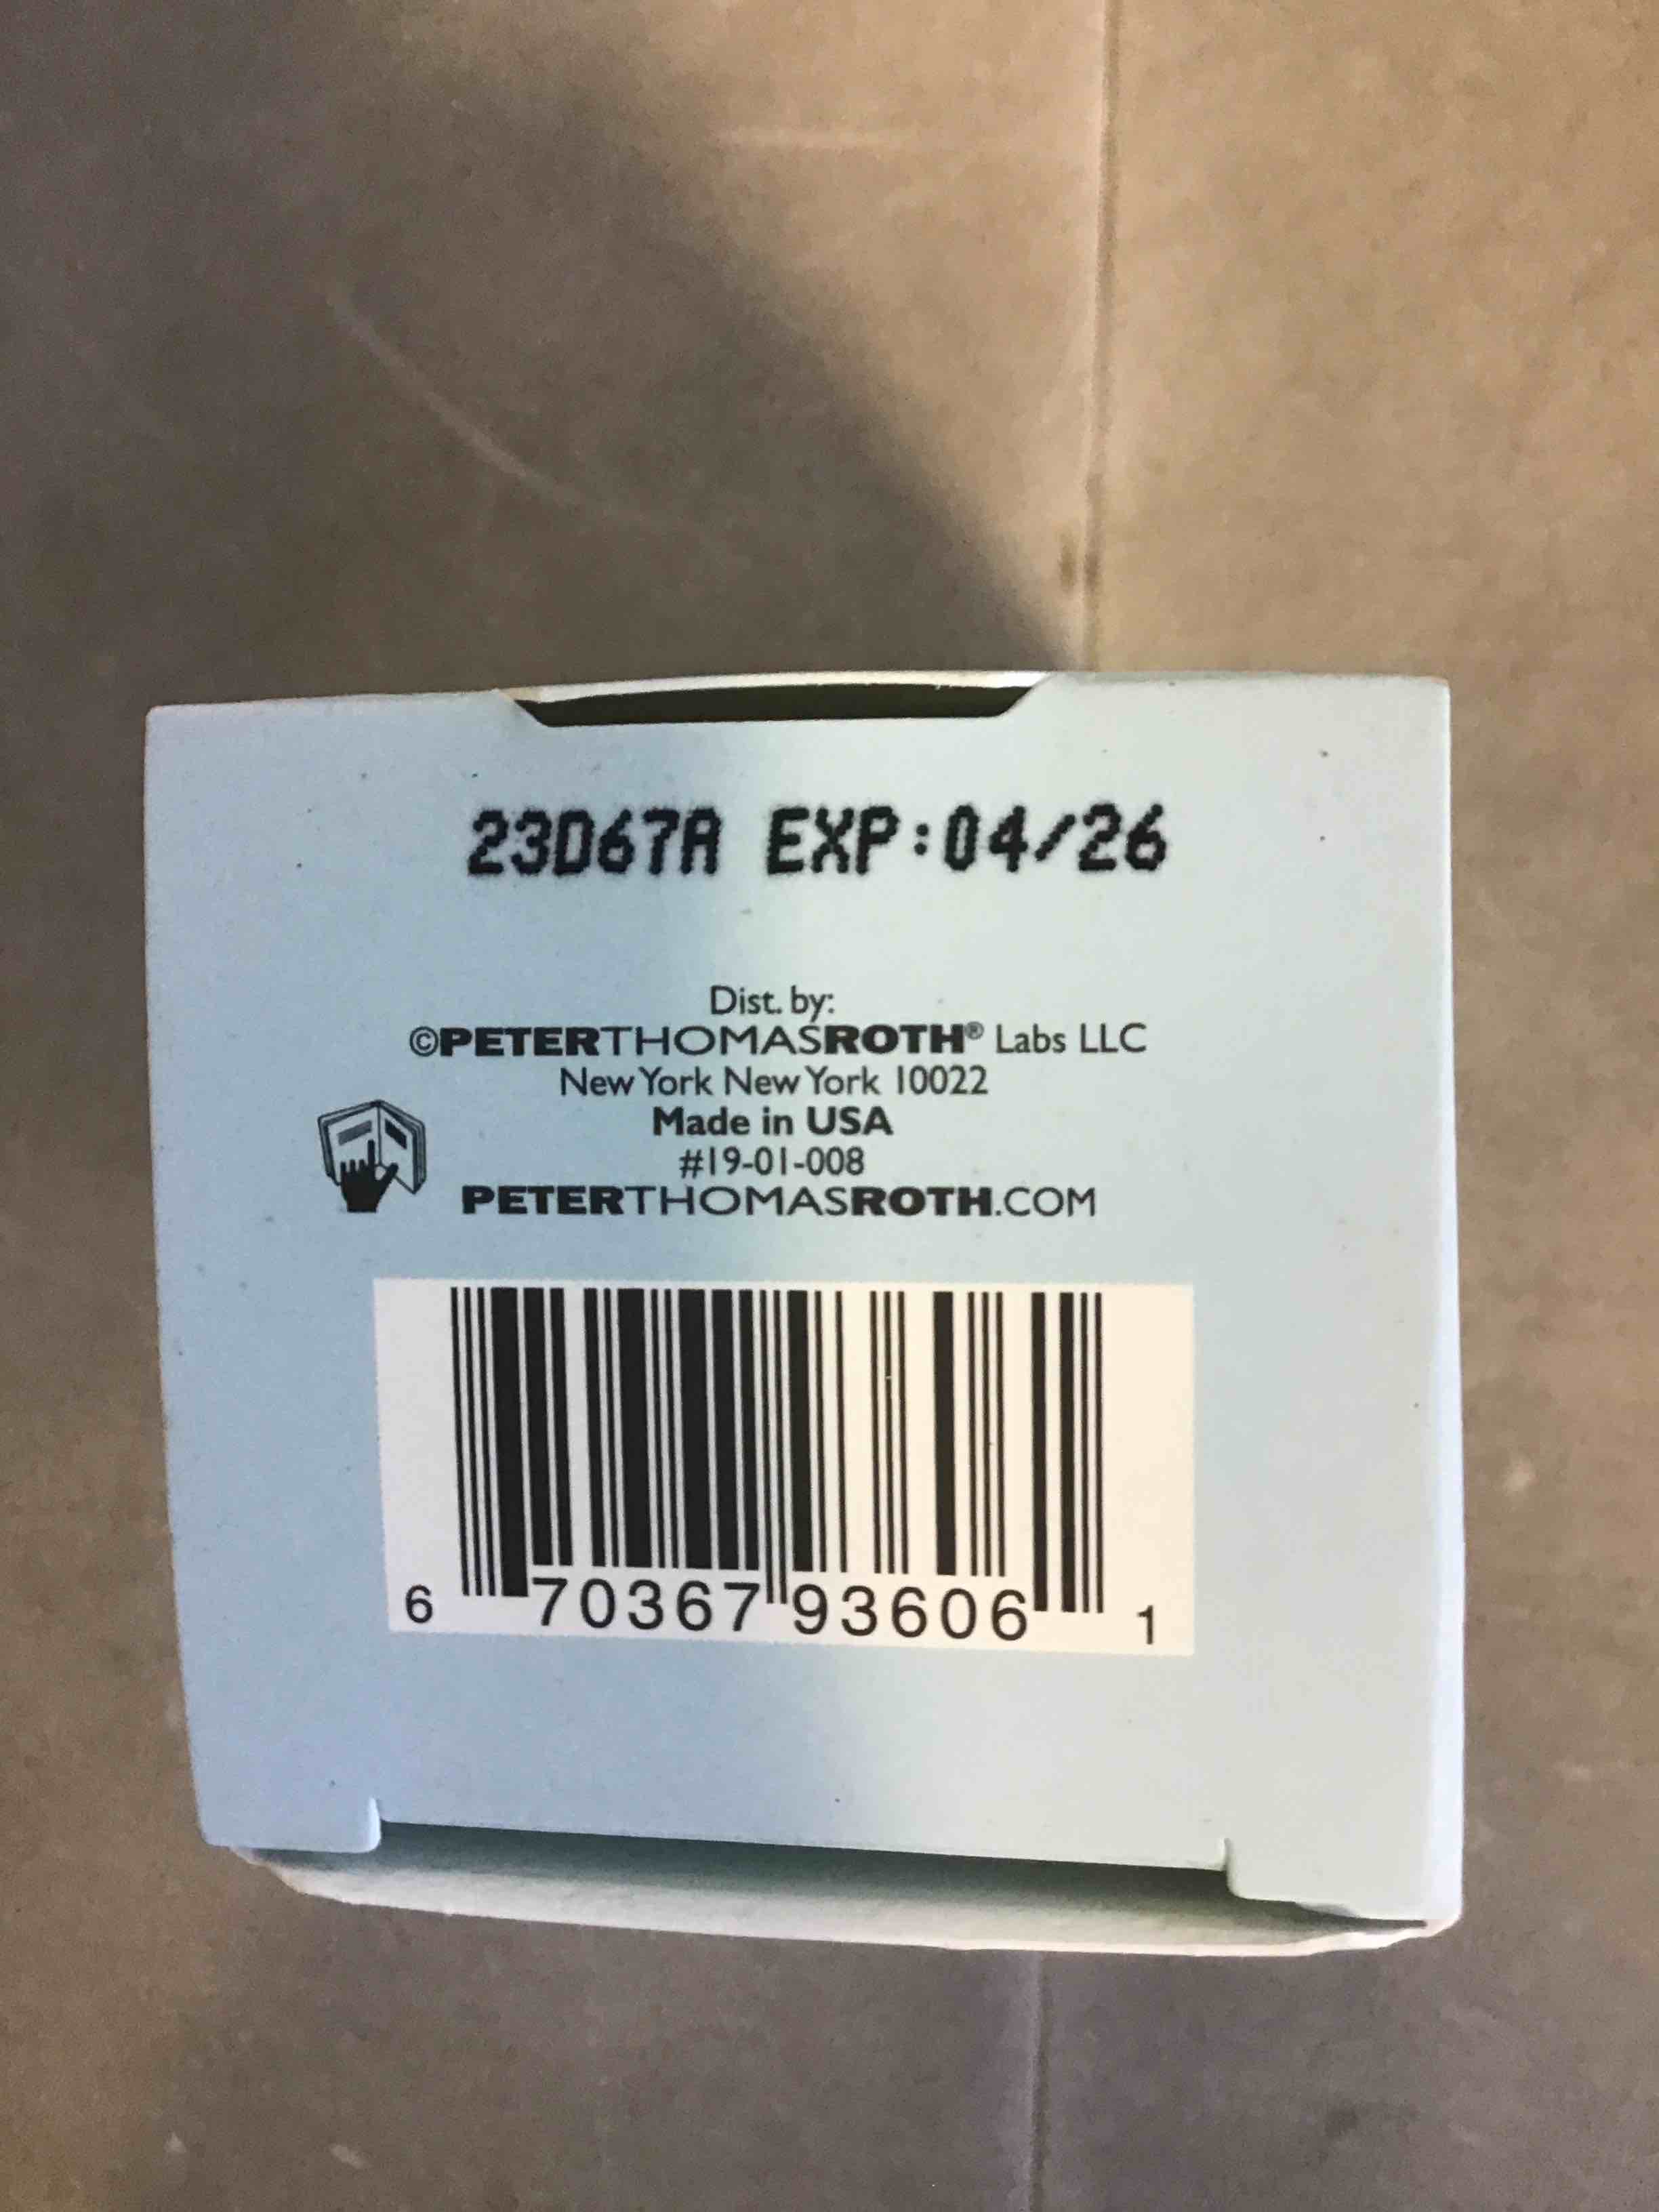 23D67A EXP:04/26
Dist. by:
©PETERTHOMASROTH® Labs LLC
New York New York 10022
Made in USA
#19-01-008
PETERTHOMASROTH.COM
6 70367 93606 1